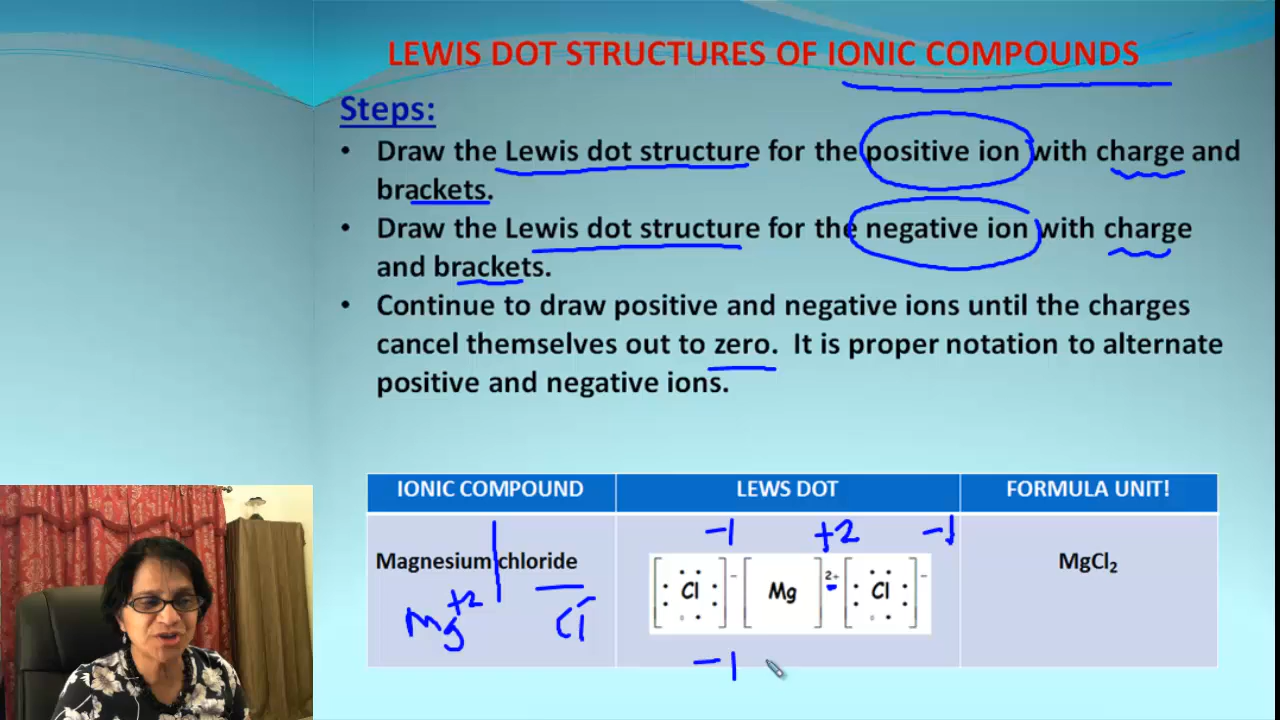 LEWIS DOT STRUCTURES OF IONIC COMPOUNDS
Steps:
• Draw the Lewis dot structure for the positive ion with charge and
brackets.
• Draw the Lewis dot structure for the negative ion with charge
and brackets.
• Continue to draw positive and negative ions until the charges
cancel themselves out to zero. It is proper notation to alternate
positive and negative ions.
IONIC COMPOUND LEWS DOT FORMULA UNIT!
-1 +2 -1
Magnesium chloride
[Cl]⁻ [Mg]²⁺ [Cl]⁻
MgCl₂
Mg⁺² Cl⁻
-1